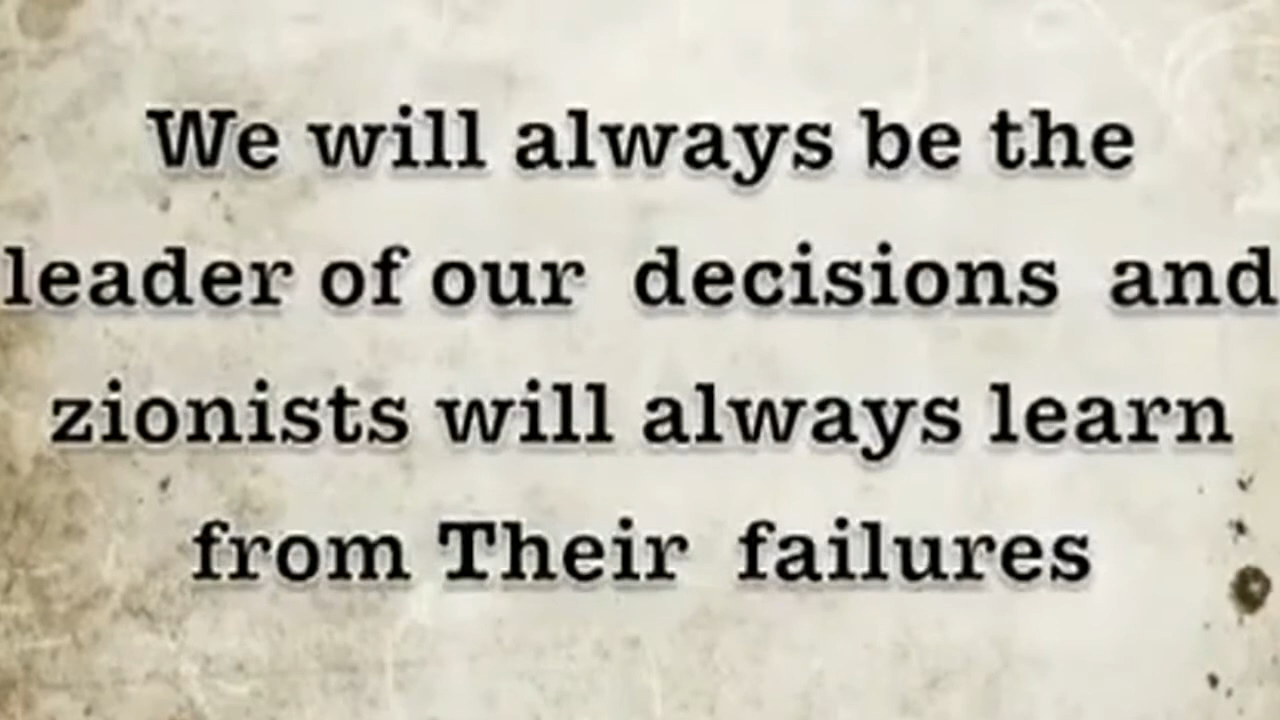 We will always be the
leader of our decisions and
zionists will always learn
from Their failures